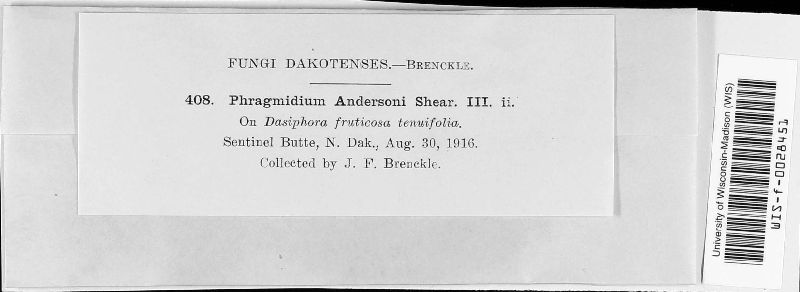 FUNGI DAKOTENSES.—BRENCKLE.
408. Phragmidium Andersoni Shear. III. ii.
On Dasiphora fruticosa tenuifolia.
Sentinel Butte, N. Dak., Aug. 30, 1916.
Collected by J. F. Brenckle.
University of Wisconsin-Madison (WIS)
WIS-f-0028451